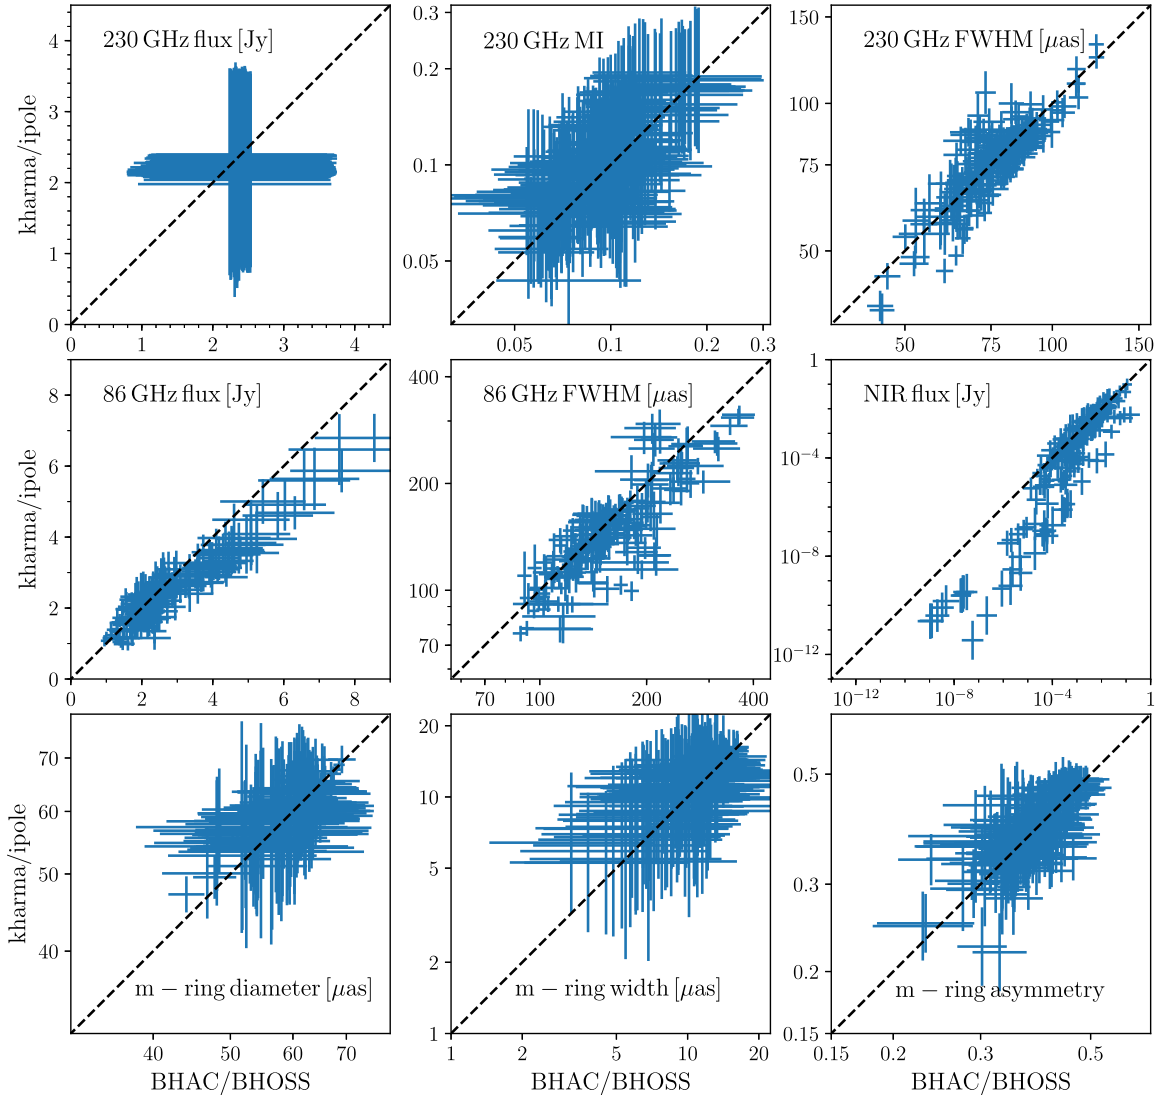 230 GHz flux [Jy]
kharma/ipole
4
3
2
1
0
0 1 2 3 4
230 GHz MI
0.3
0.2
0.1
0.05
0.05 0.1 0.2 0.3
230 GHz FWHM [μas]
150
100
75
50
50 75 100 150
86 GHz flux [Jy]
kharma/ipole
8
6
4
2
0
0 2 4 6 8
86 GHz FWHM [μas]
400
200
100
70
70 100 200 400
NIR flux [Jy]
1
10⁻⁴
10⁻⁸
10⁻¹²
10⁻¹² 10⁻⁸ 10⁻⁴ 1
kharma/ipole
70
60
50
40
m − ring diameter [μas]
40 50 60 70
BHAC/BHOSS
20
10
5
2
1
m − ring width [μas]
1 2 5 10 20
BHAC/BHOSS
0.5
0.3
0.2
0.15
m − ring asymmetry
0.15 0.2 0.3 0.5
BHAC/BHOSS